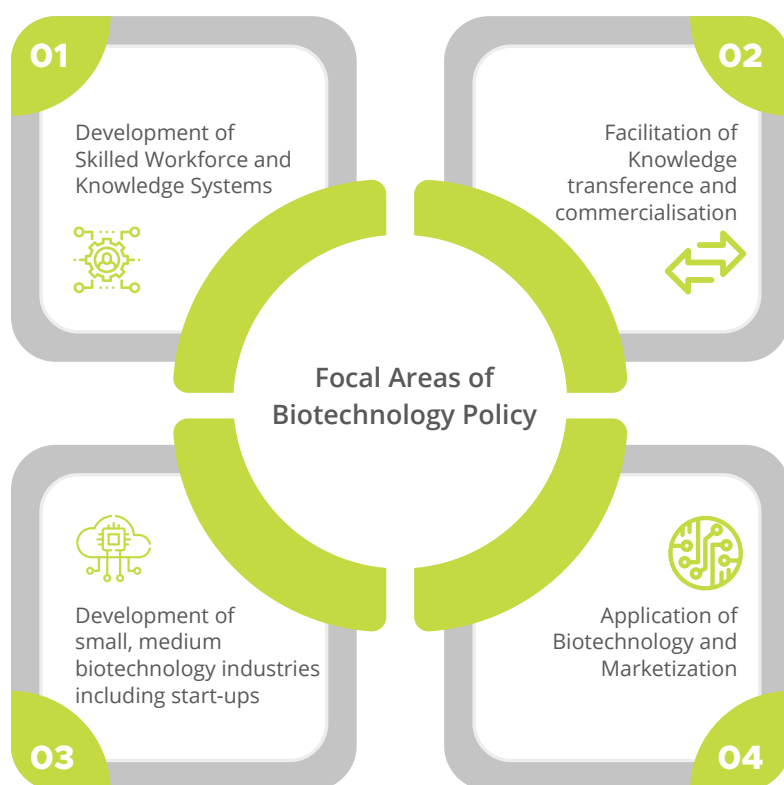 01
Development of
Skilled Workforce and
Knowledge Systems
02
Facilitation of
Knowledge
transference and
commercialisation
Focal Areas of
Biotechnology Policy
Development of
small, medium
biotechnology industries
including start-ups
03
Application of
Biotechnology and
Marketization
04